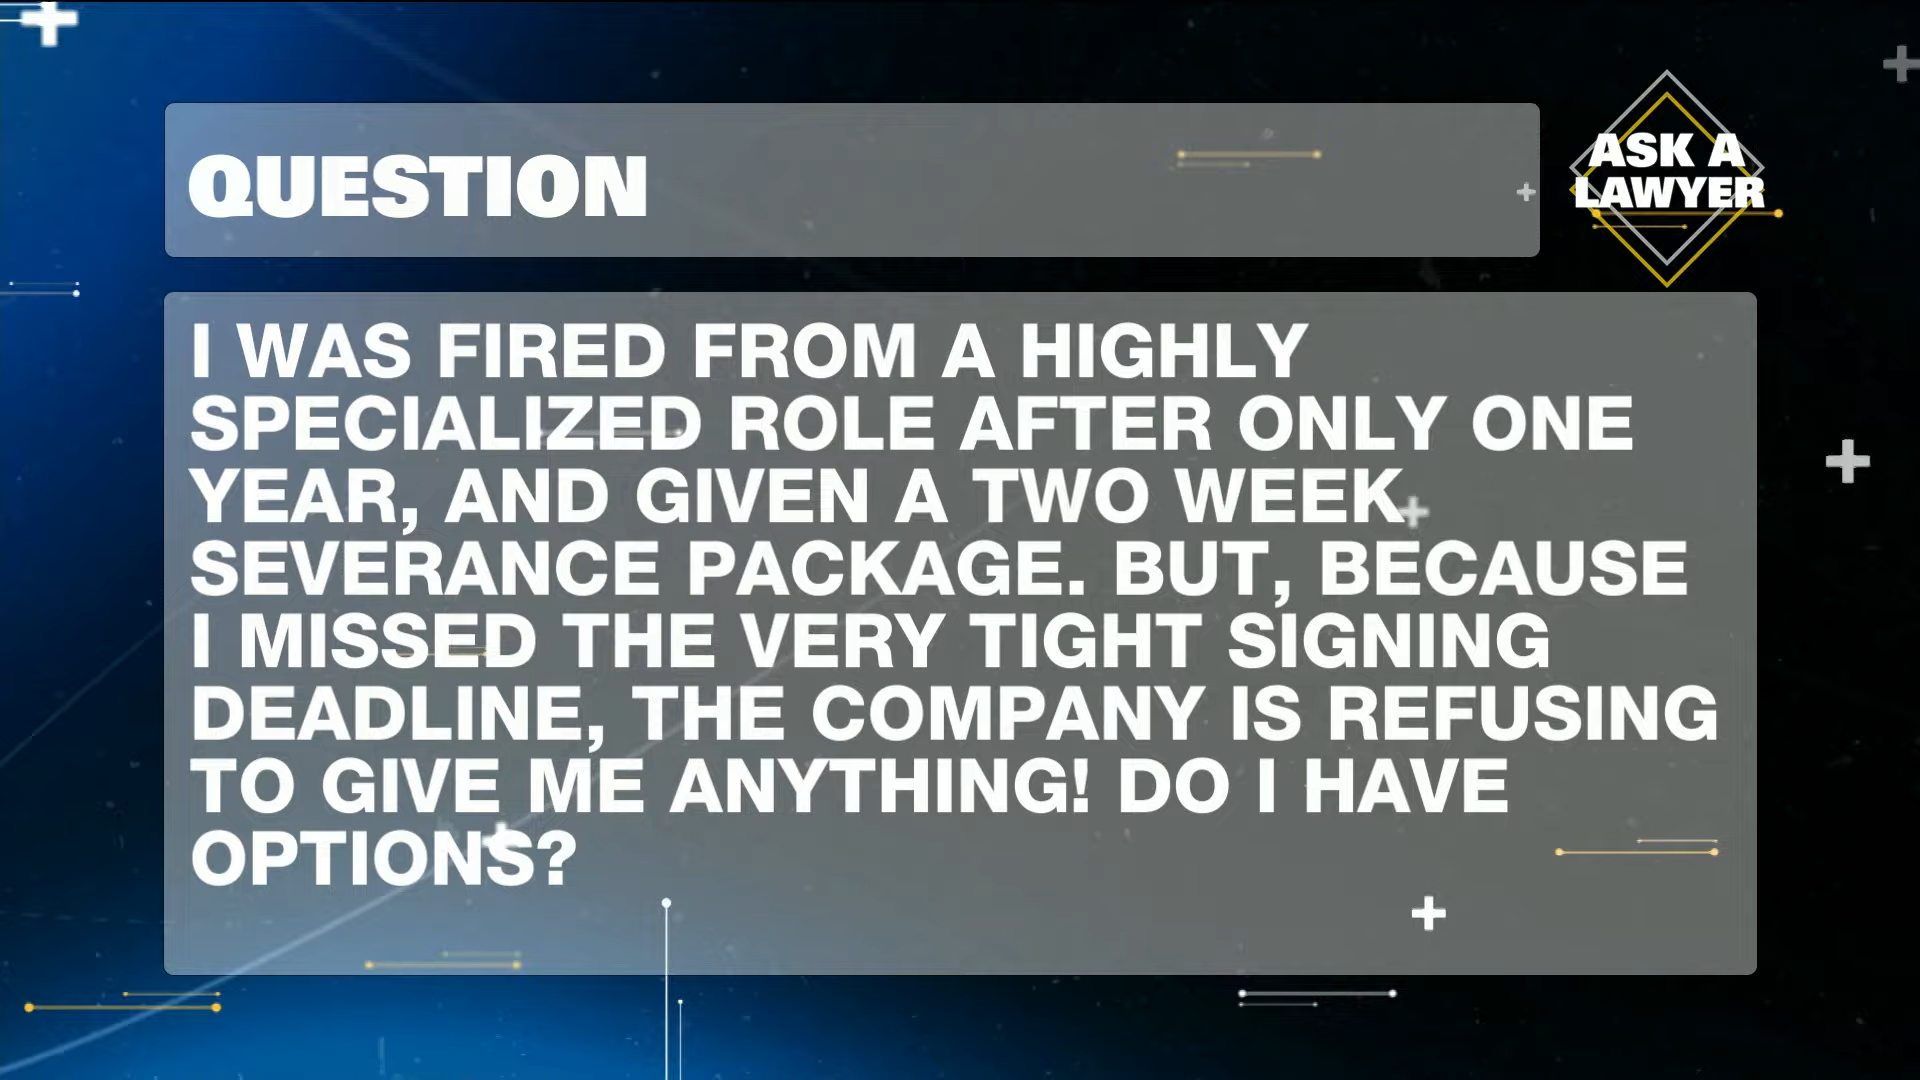 QUESTION
ASK A
LAWYER
I WAS FIRED FROM A HIGHLY
SPECIALIZED ROLE AFTER ONLY ONE
YEAR, AND GIVEN A TWO WEEK
SEVERANCE PACKAGE. BUT, BECAUSE
I MISSED THE VERY TIGHT SIGNING
DEADLINE, THE COMPANY IS REFUSING
TO GIVE ME ANYTHING! DO I HAVE
OPTIONS?